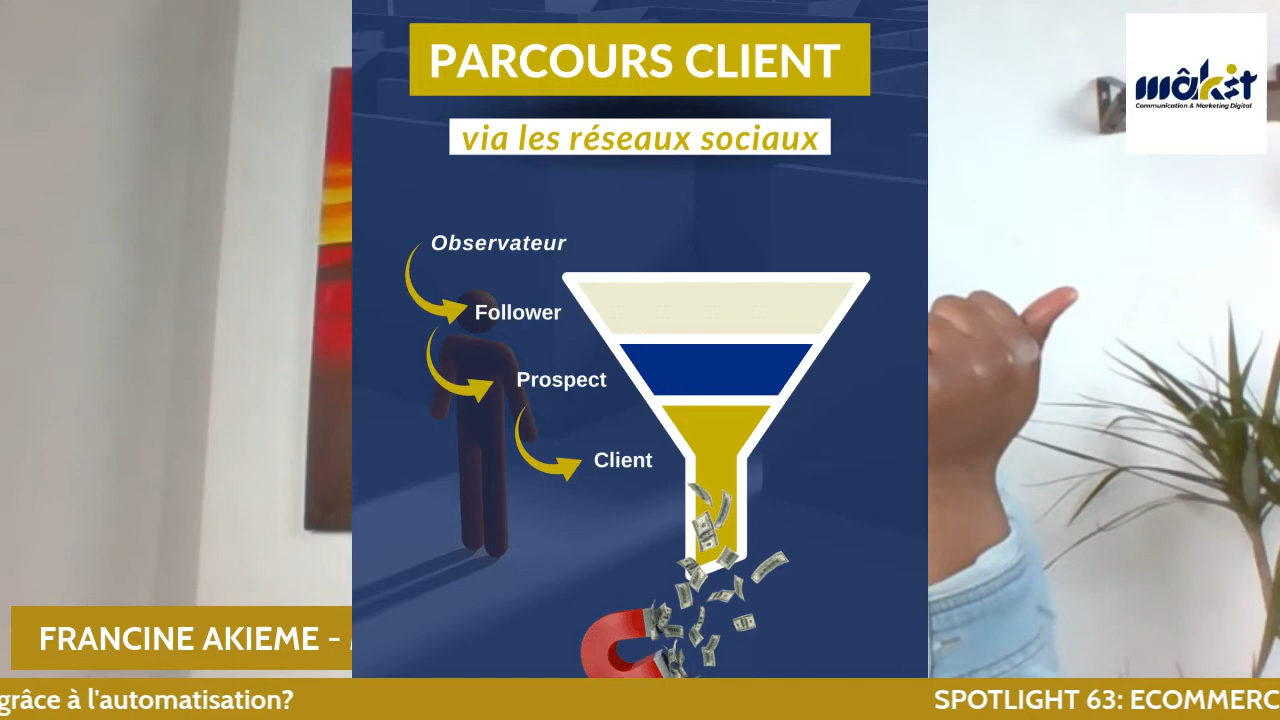 PARCOURS CLIENT
via les réseaux sociaux
mâkit
Communication & Marketing Digital
Observateur
Follower
Prospect
Client
FRANCINE AKIEME -
grâce à l'automatisation?
SPOTLIGHT 63: ECOMMERC